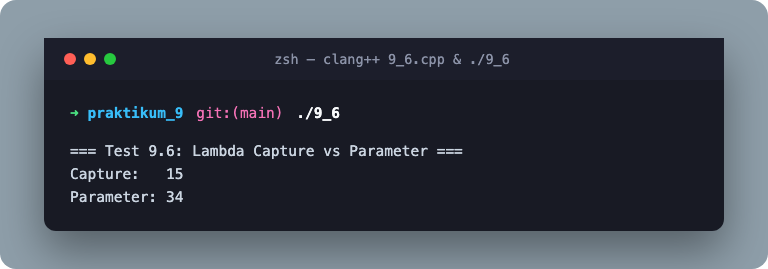 zsh — clang++ 9_6.cpp & ./9_6
➜ praktikum_9 git:(main) ./9_6
=== Test 9.6: Lambda Capture vs Parameter ===
Capture:   15
Parameter: 34